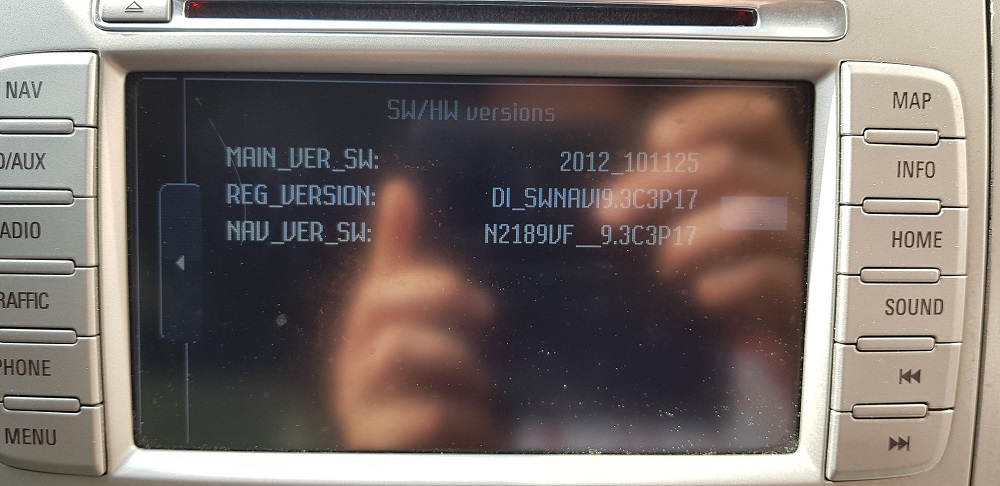 NAV
MAP
SW/HW versions
MAIN_VER_SW: 2012_101125
/AUX
INFO
REG_VERSION: DI_SWNAVI9.3C3P17
NAV_VER_SW: N2189VF__9.3C3P17
ADIO
HOME
RAFFIC
SOUND
PHONE
MENU